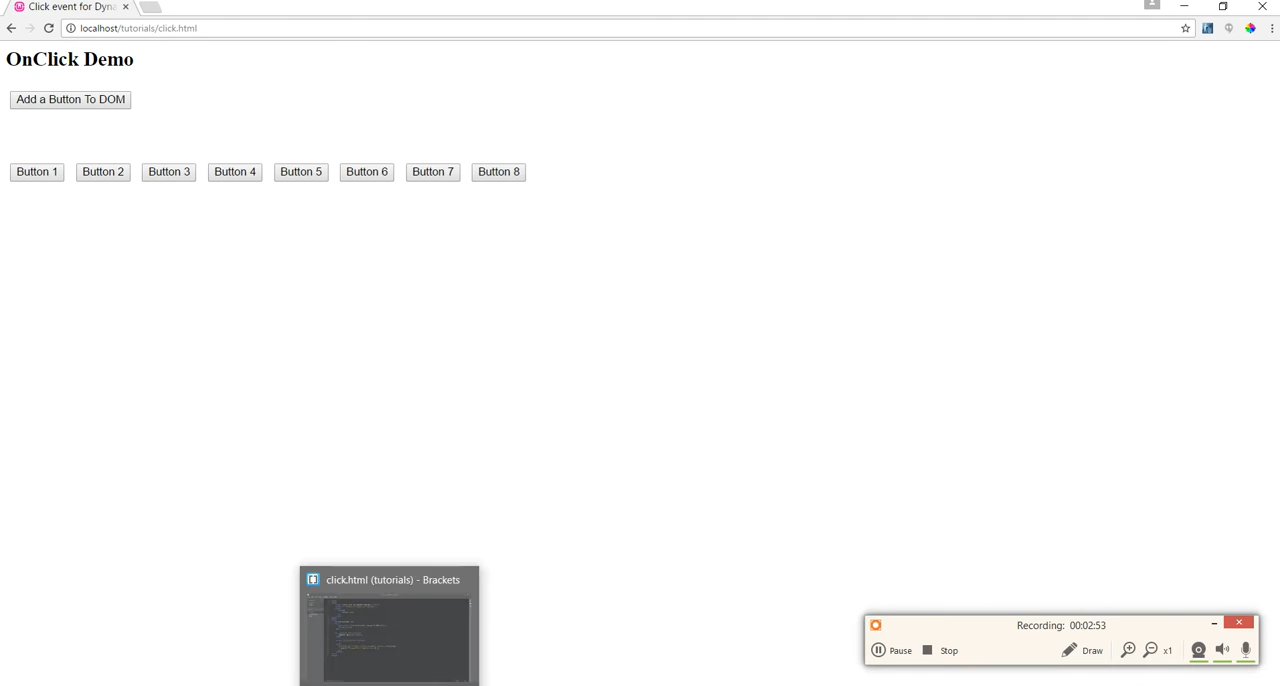 Click event for Dyna
localhost/tutorials/click.html
OnClick Demo
Add a Button To DOM
Button 1 Button 2 Button 3 Button 4 Button 5 Button 6 Button 7 Button 8
click.html (tutorials) - Brackets
Recording: 00:02:53
Pause Stop Draw x1